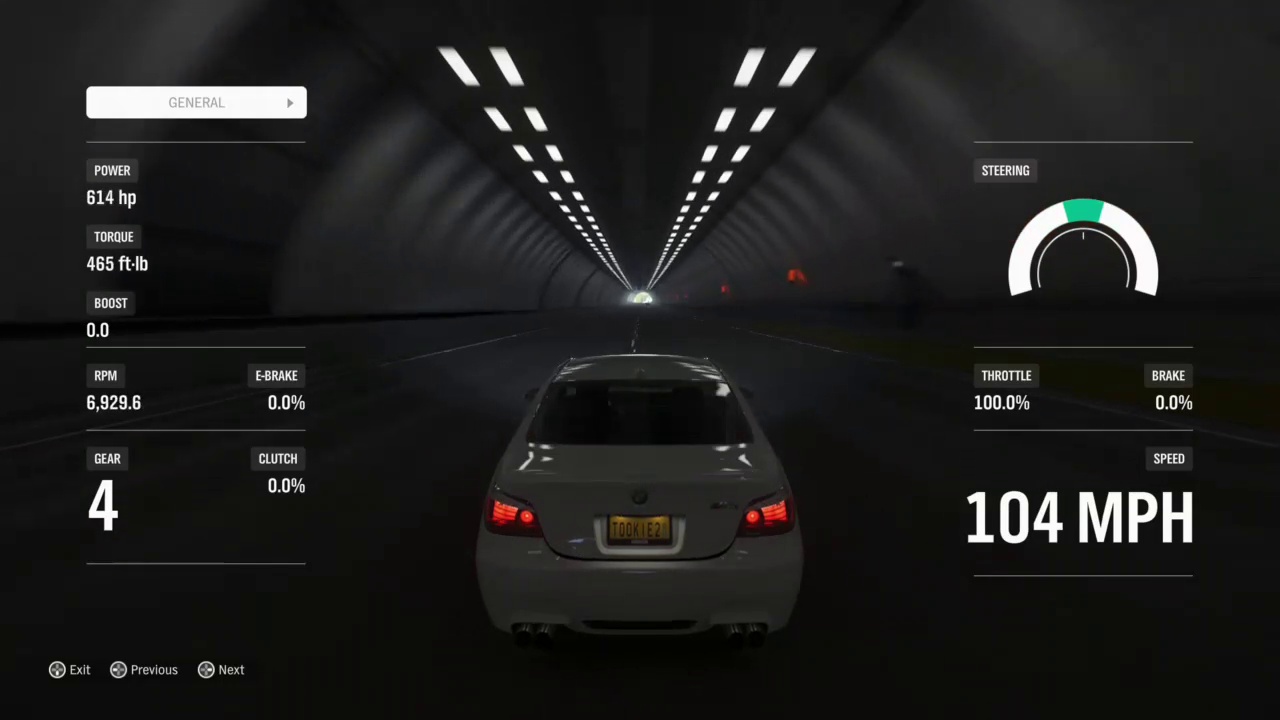 GENERAL
POWER
614 hp
TORQUE
465 ft·lb
BOOST
0.0
RPM
E-BRAKE
6,929.6
0.0%
GEAR
CLUTCH
4
0.0%
STEERING
THROTTLE
BRAKE
100.0%
0.0%
SPEED
104 MPH
TOOKIE2
Exit
Previous
Next